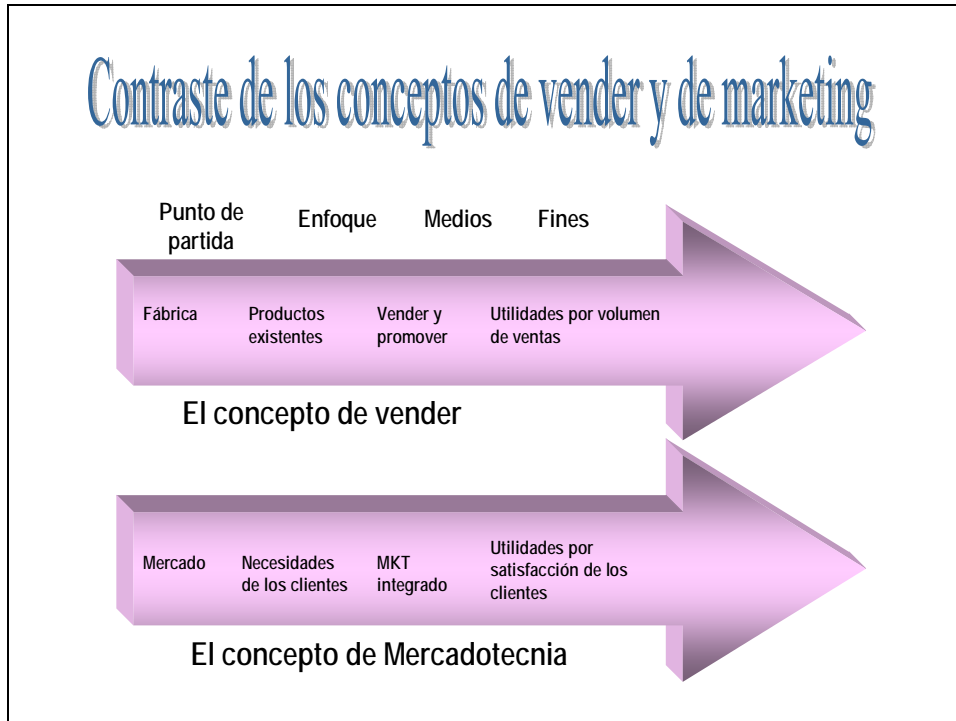 Contraste de los conceptos de vender y de marketing
Punto de
partida
Enfoque
Medios
Fines
Fábrica
Productos
existentes
Vender y
promover
Utilidades por volumen
de ventas
El concepto de vender
Mercado
Necesidades
de los clientes
MKT
integrado
Utilidades por
satisfacción de los
clientes
El concepto de Mercadotecnia